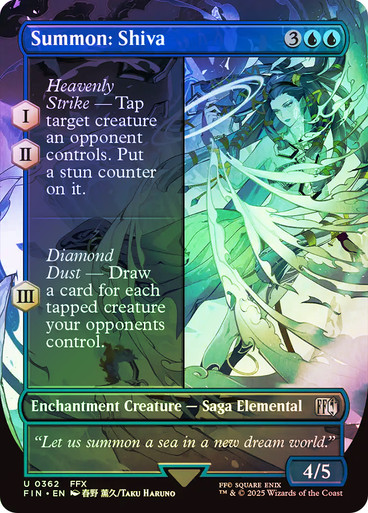 Summon: Shiva 3
I
II
Heavenly
Strike — Tap
target creature
an opponent
controls. Put
a stun counter
on it.
III
Diamond
Dust — Draw
a card for each
tapped creature
your opponents
control.
Enchantment Creature — Saga Elemental
“Let us summon a sea in a new dream world.”
4/5
U 0362 FFX
FIN • EN 春野 薫久/Taku Haruno
FF© SQUARE ENIX
™ & © 2025 Wizards of the Coast